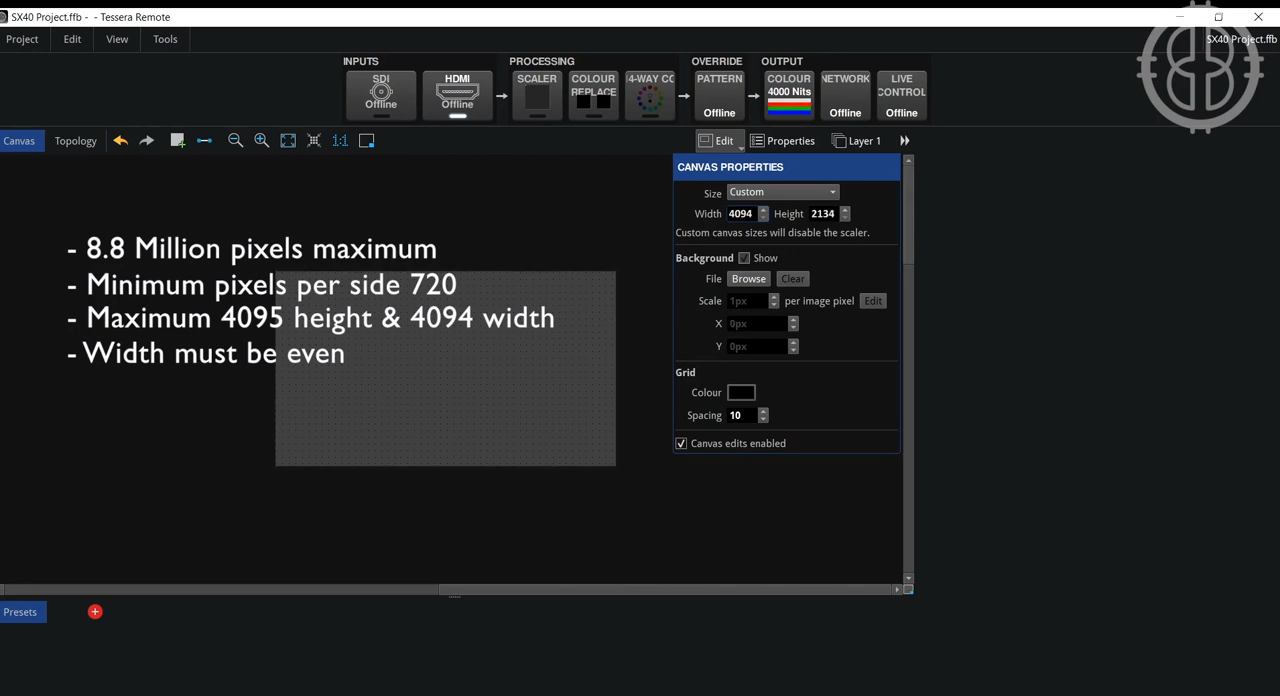 SX40 Project.ffb - - Tessera Remote
Project Edit View Tools
SX40 Project.ffb
INPUTS PROCESSING OVERRIDE OUTPUT
SDI Offline
HDMI Offline
SCALER
COLOUR REPLACE
4-WAY CO
PATTERN Offline
COLOUR 4000 Nits
NETWORK Offline
LIVE CONTROL Offline
Canvas Topology 1:1 Edit Properties Layer 1
CANVAS PROPERTIES
Size Custom
Width 4094 Height 2134
Custom canvas sizes will disable the scaler.
Background Show
File Browse Clear
Scale 1px per image pixel Edit
X 0px
Y 0px
Grid
Colour
Spacing 10
Canvas edits enabled
- 8.8 Million pixels maximum
- Minimum pixels per side 720
- Maximum 4095 height & 4094 width
- Width must be even
Presets